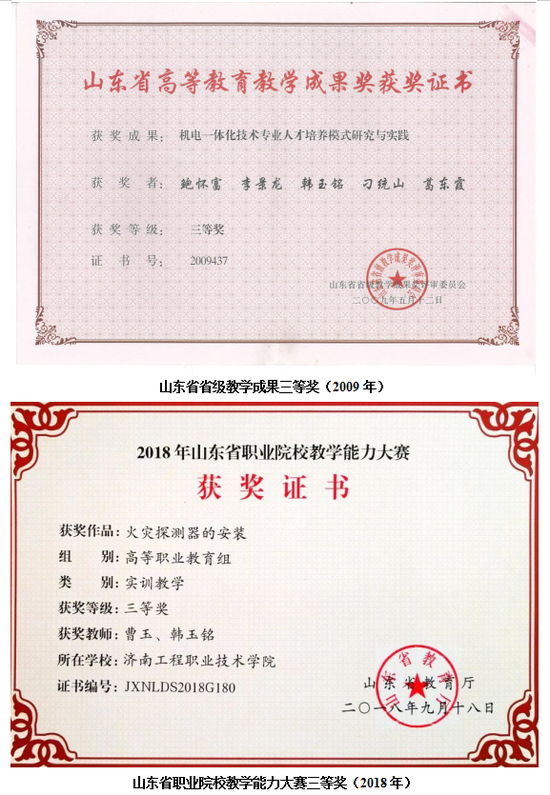 山东省高等教育教学成果奖获奖证书
获奖成果：机电一体化技术专业人才培养模式研究与实践
获奖者：鲍怀富 李景龙 韩玉铭 刁统山 葛东霞
获奖等级：三等奖
证书号：2009437
山东省省级教学成果奖评审委员会
二〇〇九年五月十二日
山东省省级教学成果三等奖（2009年）
2018年山东省职业院校教学能力大赛
获奖证书
获奖作品：火灾探测器的安装
组别：高等职业教育组
类别：实训教学
获奖等级：三等奖
获奖教师：曹玉、韩玉铭
所在学校：济南工程职业技术学院
证书编号：JXNLDS2018G180
山东省教育厅
山东省教育厅
二〇一八年九月十八日
山东省职业院校教学能力大赛三等奖（2018年）